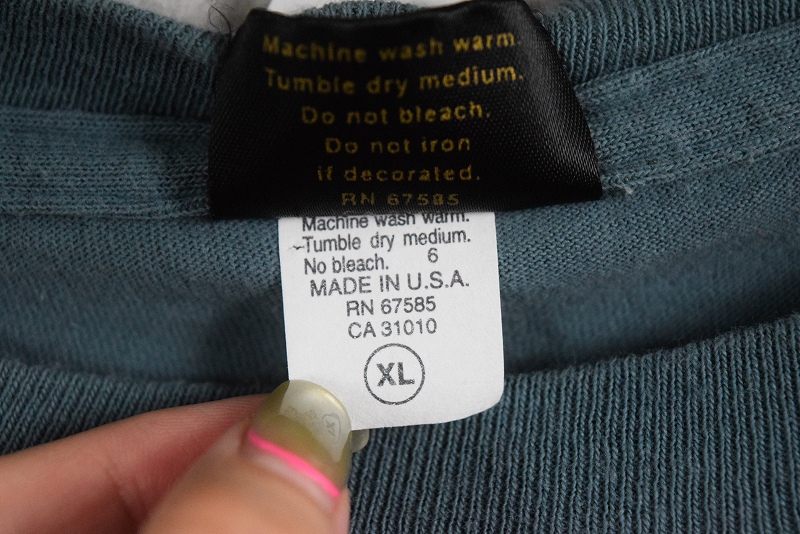 Machine wash warm.
Tumble dry medium.
Do not bleach.
Do not iron
if decorated.
RN 67585
Machine wash warm.
Tumble dry medium.
No bleach. 6
MADE IN U.S.A.
RN 67585
CA 31010
XL